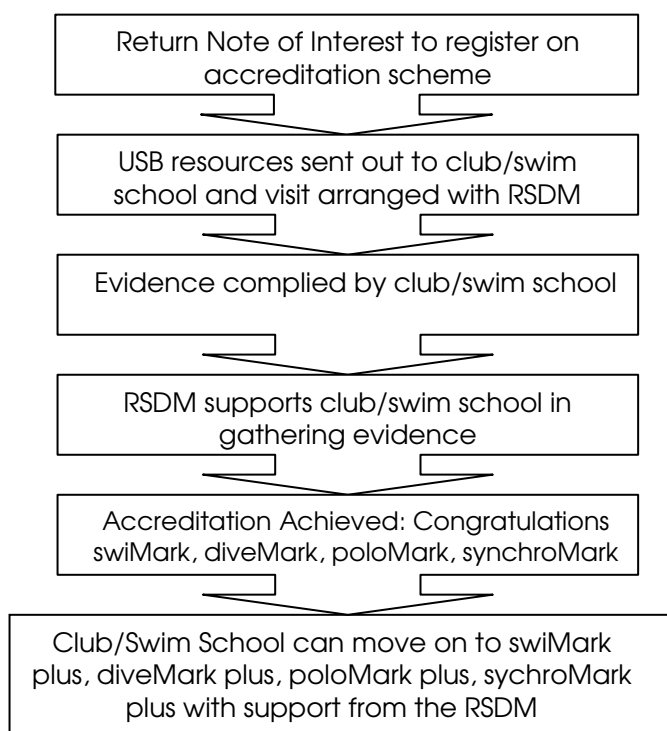 Return Note of Interest to register on
accreditation scheme
USB resources sent out to club/swim
school and visit arranged with RSDM
Evidence complied by club/swim school
RSDM supports club/swim school in
gathering evidence
Accreditation Achieved: Congratulations
swiMark, diveMark, poloMark, synchroMark
Club/Swim School can move on to swiMark
plus, diveMark plus, poloMark plus, sychroMark
plus with support from the RSDM